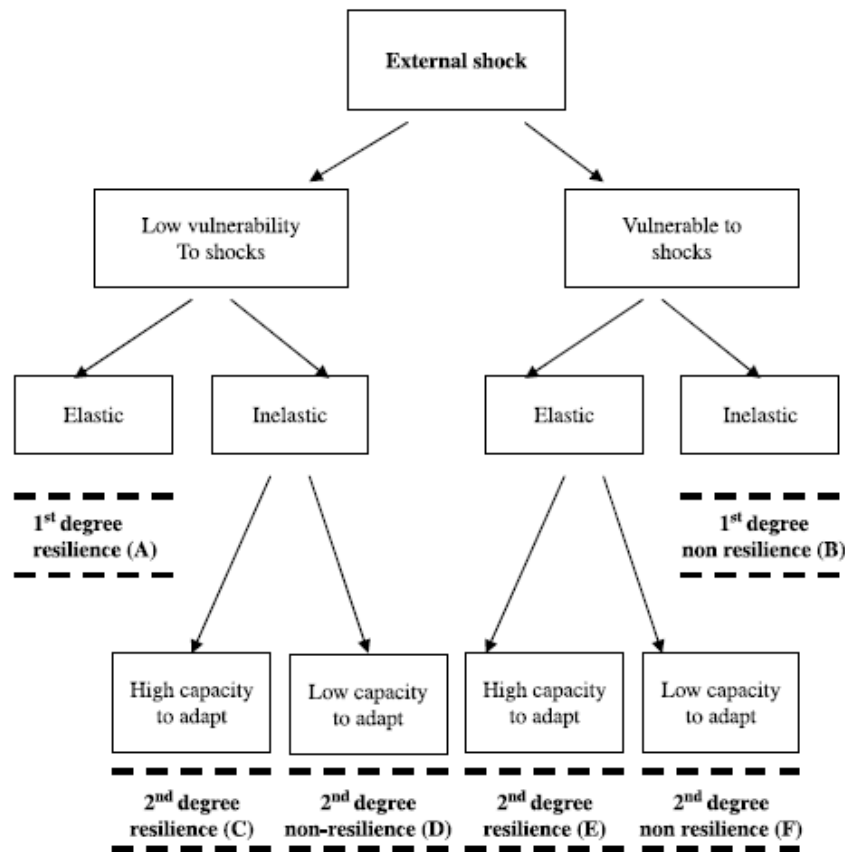 External shock
Low vulnerability
To shocks
Vulnerable to
shocks
Elastic
Inelastic
Elastic
Inelastic
1st degree
resilience (A)
1st degree
non resilience (B)
High capacity
to adapt
Low capacity
to adapt
High capacity
to adapt
Low capacity
to adapt
2nd degree
resilience (C)
2nd degree
non-resilience (D)
2nd degree
resilience (E)
2nd degree
non resilience (F)